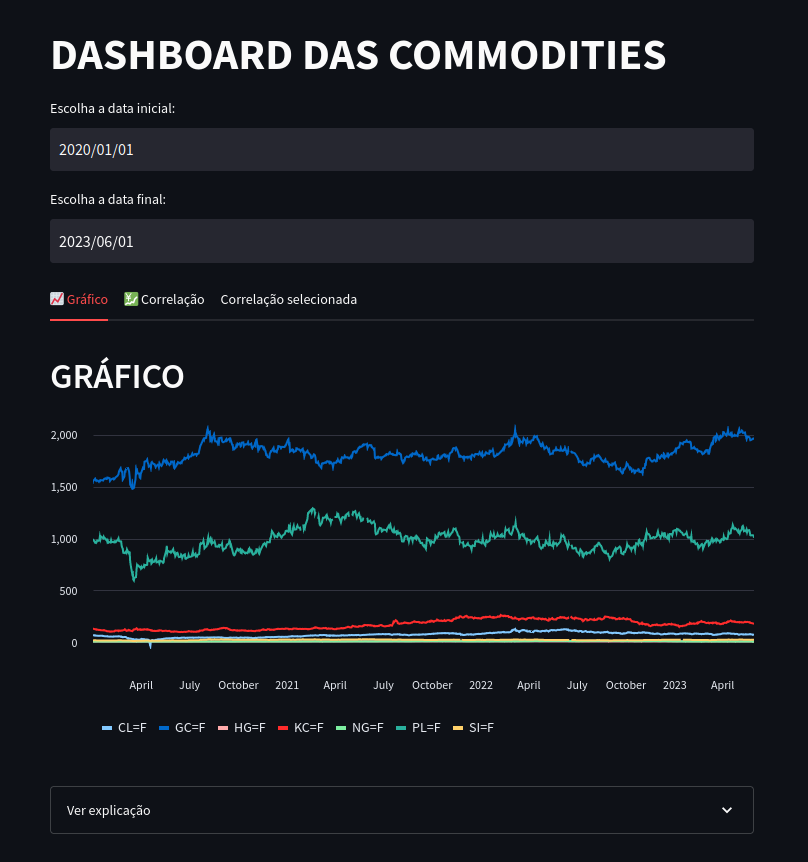 DASHBOARD DAS COMMODITIES
Escolha a data inicial:
2020/01/01
Escolha a data final:
2023/06/01
Gráfico Correlação Correlação selecionada
GRÁFICO
2,000
1,500
1,000
500
0
April July October 2021 April July October 2022 April July October 2023 April
CL=F GC=F HG=F KC=F NG=F PL=F SI=F
Ver explicação